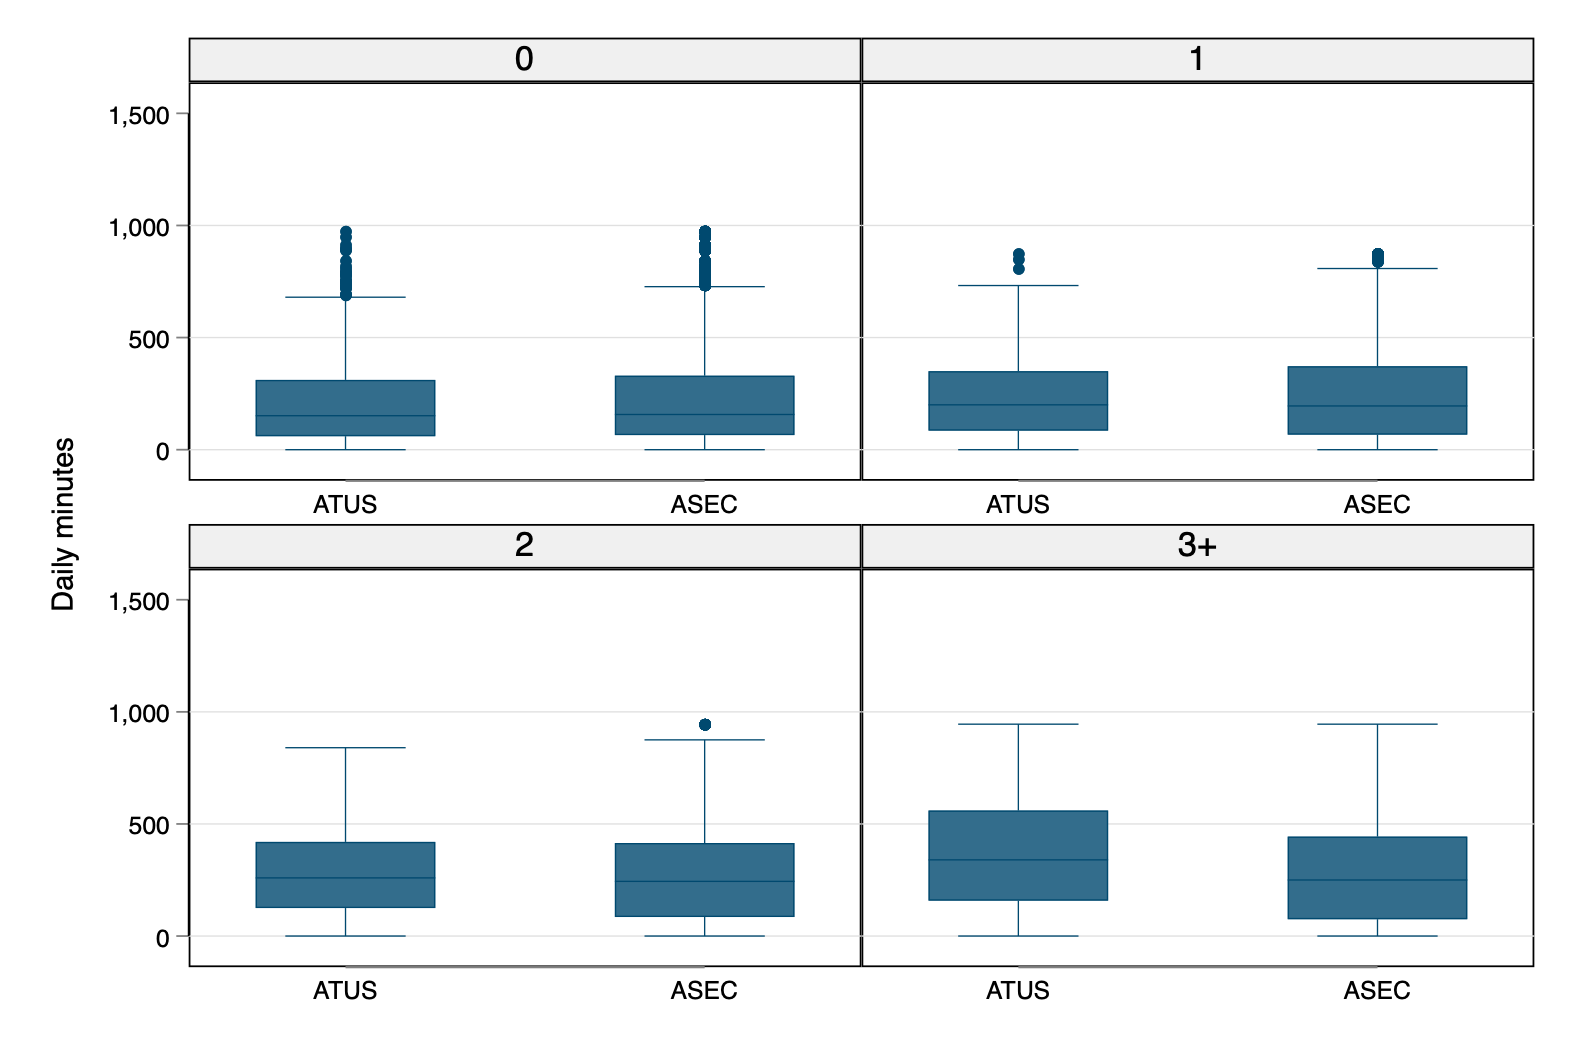 0
1
1,500
1,000
500
0
ATUS
ASEC
ATUS
ASEC
Daily minutes
2
3+
1,500
1,000
500
0
ATUS
ASEC
ATUS
ASEC